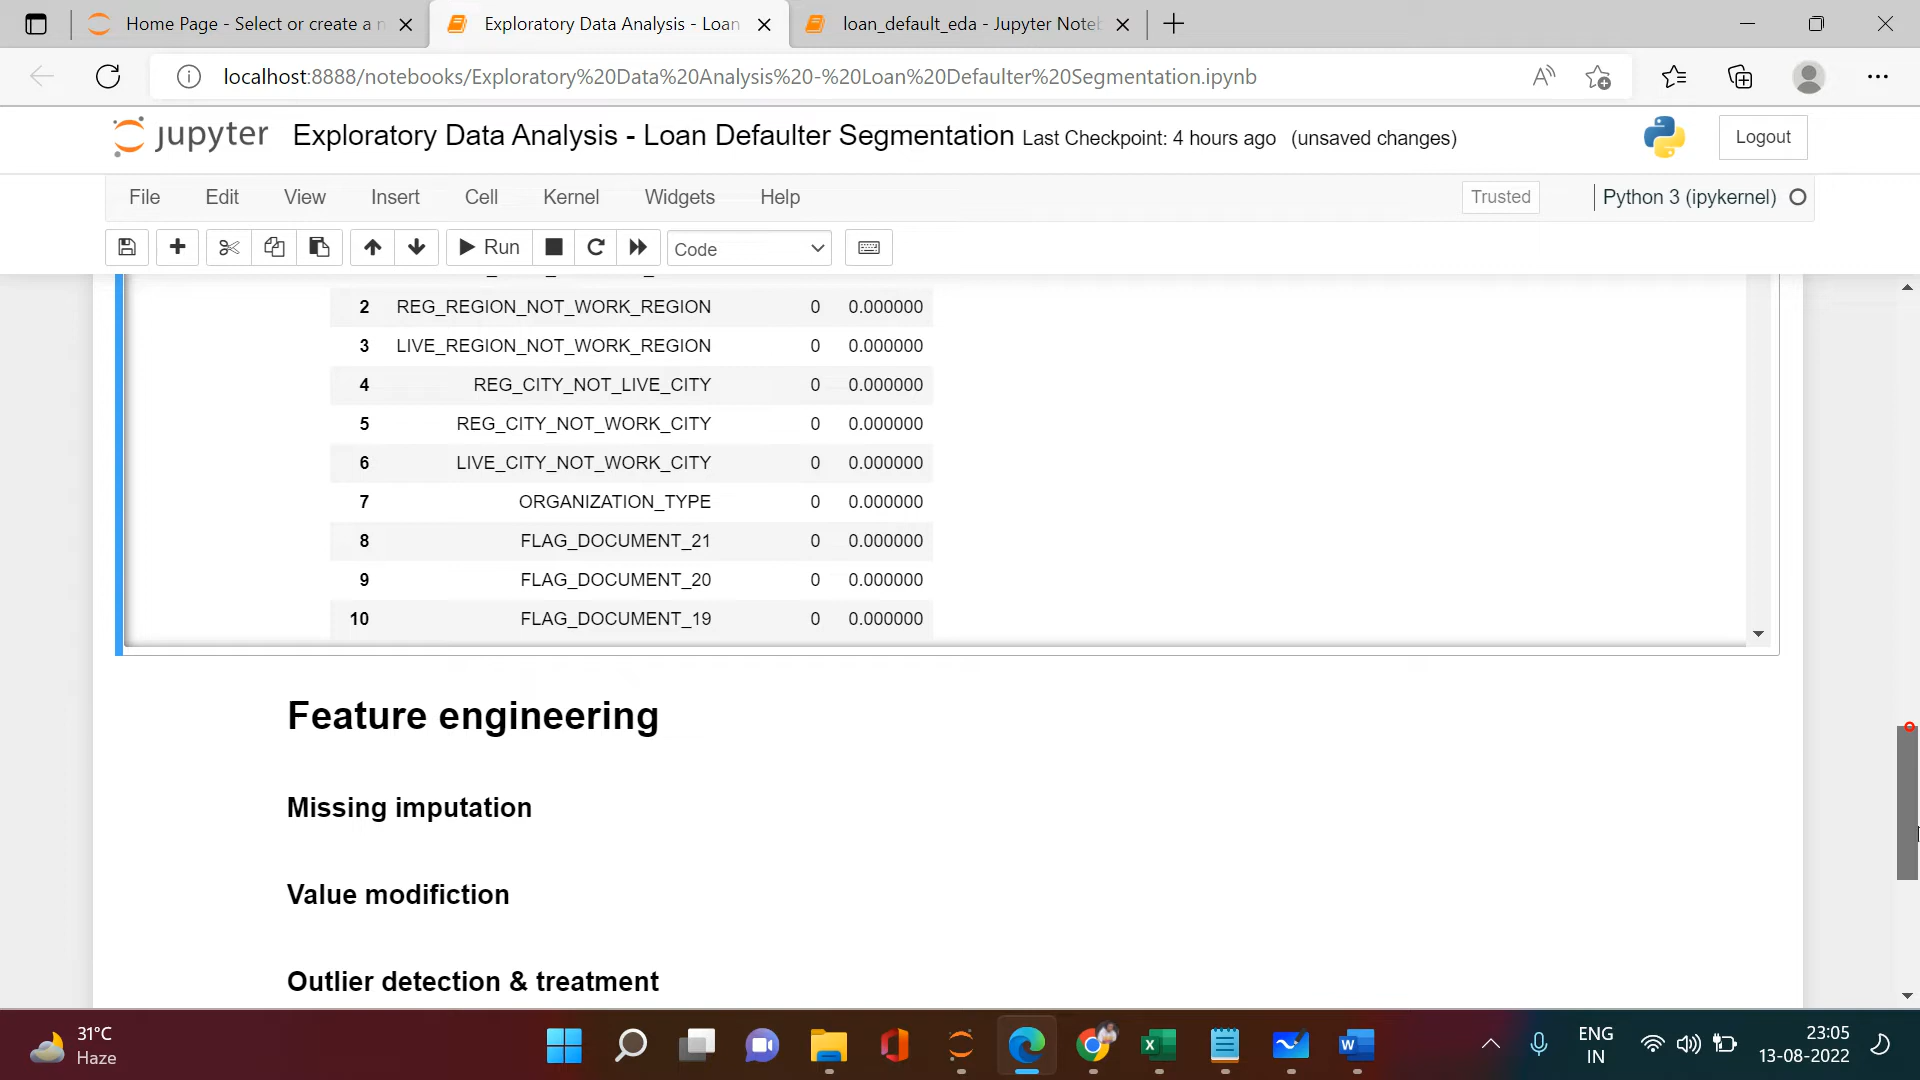 Home Page - Select or create a n
Exploratory Data Analysis - Loan
loan_default_eda - Jupyter Noteb
localhost:8888/notebooks/Exploratory%20Data%20Analysis%20-%20Loan%20Defaulter%20Segmentation.ipynb
jupyter Exploratory Data Analysis - Loan Defaulter Segmentation Last Checkpoint: 4 hours ago (unsaved changes) Logout
File Edit View Insert Cell Kernel Widgets Help Trusted Python 3 (ipykernel)
Run Code
2 REG_REGION_NOT_WORK_REGION 0 0.000000
3 LIVE_REGION_NOT_WORK_REGION 0 0.000000
4 REG_CITY_NOT_LIVE_CITY 0 0.000000
5 REG_CITY_NOT_WORK_CITY 0 0.000000
6 LIVE_CITY_NOT_WORK_CITY 0 0.000000
7 ORGANIZATION_TYPE 0 0.000000
8 FLAG_DOCUMENT_21 0 0.000000
9 FLAG_DOCUMENT_20 0 0.000000
10 FLAG_DOCUMENT_19 0 0.000000
Feature engineering
Missing imputation
Value modifiction
Outlier detection & treatment
31°C
Haze
ENG
IN
23:05
13-08-2022